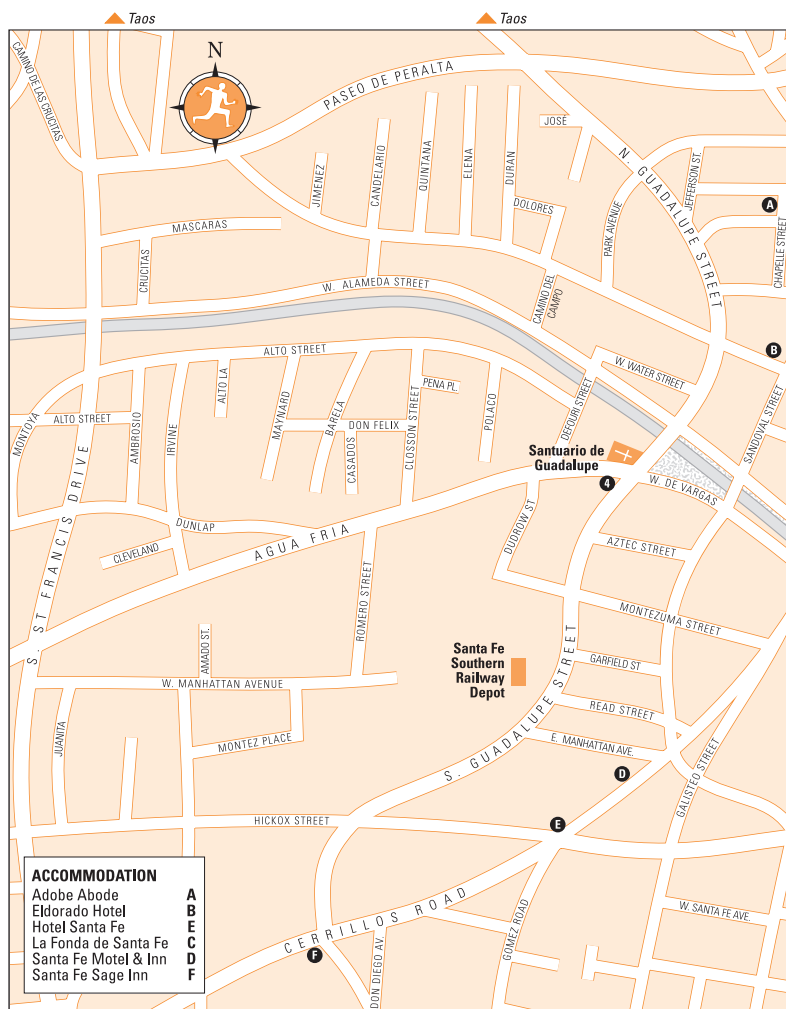 Taos
Taos
N
CAMINO DE LAS CRUCITAS
PASEO DE PERALTA
JOSÉ
N. GUADALUPE STREET
JEFFERSON ST.
A
CHAPELLE STREET
PARK AVENUE
JIMENEZ
CANDELARIO
QUINTANA
ELENA
DURAN
DOLORES
MASCARAS
CRUCITAS
W. ALAMEDA STREET
CAMINO DEL
CAMPO
B
ALTO STREET
W. WATER STREET
DEFOURI STREET
SANDOVAL STREET
ALTO LA
PENA PL.
MONTOYA
ALTO STREET
AMBROSIO
IRVINE
MAYNARD
BARELA
DON FELIX
CASADOS
CLOSSON STREET
POLACO
Santuario de
Guadalupe
4
W. DE VARGAS
S. ST FRANCIS DRIVE
DUNLAP
CLEVELAND
AGUA FRIA
DUDROW ST
AZTEC STREET
ROMERO STREET
MONTEZUMA STREET
AMADO ST.
Santa Fe
Southern
Railway
Depot
GARFIELD ST
W. MANHATTAN AVENUE
READ STREET
JUANITA
MONTEZ PLACE
S. GUADALUPE STREET
E. MANHATTAN AVE.
D
GALISTEO STREET
HICKOX STREET
E
ACCOMMODATION
Adobe Abode A
Eldorado Hotel B
Hotel Santa Fe E
La Fonda de Santa Fe C
Santa Fe Motel & Inn D
Santa Fe Sage Inn F
CERRILLOS ROAD
F
DON DIEGO AV.
GOMEZ ROAD
W. SANTA FE AVE.